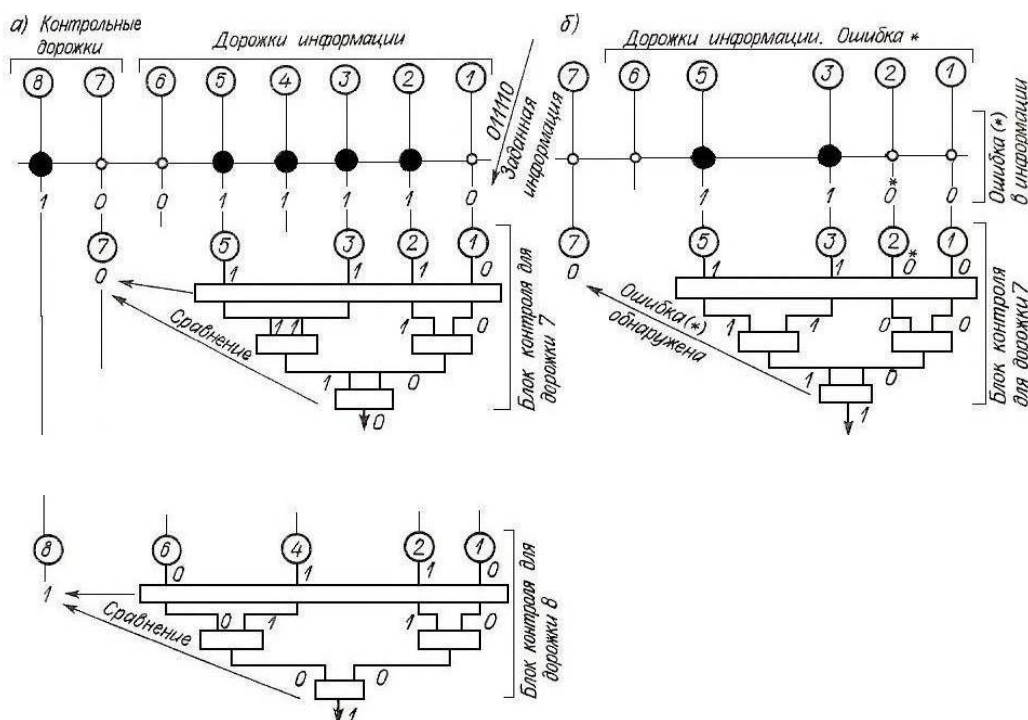 а) Контрольные
дорожки
Дорожки информации
8 7 6 5 4 3 2 1
011110
Заданная
информация
1 0 0 1 1 1 1 0
7 5 3 2 1
0 1 1 1 0
1 1 1 0
1 0
0
Сравнение
Блок контроля для
дорожки 7
б)
Дорожки информации. Ошибка *
7 6 5 3 2 1
Ошибка (*)
в информации
1 1 0* 0
7 5 3 2 1
0 1 1 0* 0
1 1 0 0
1 0
1
Ошибка(*)
обнаружена
Блок контроля
для дорожки 7
8 6 4 2 1
1 0 1 1 0
0 1 1 0
0 0
1
Сравнение
Блок контроля для
дорожки 8